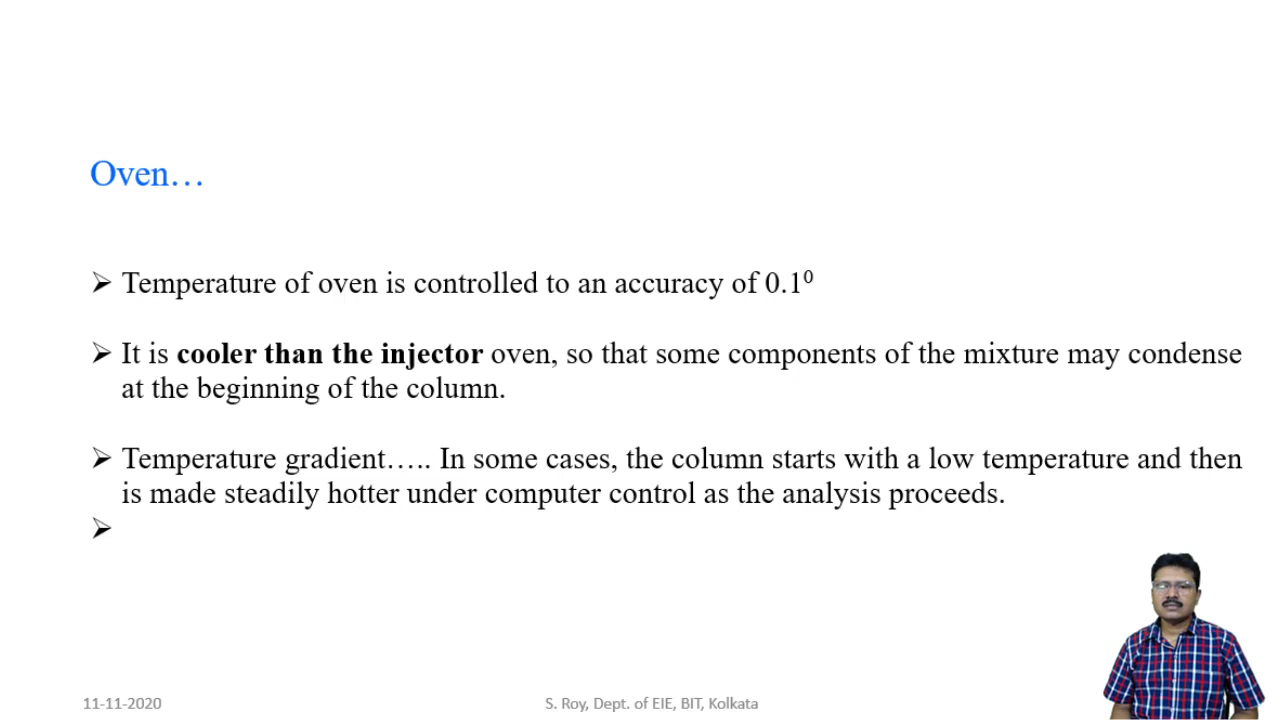 Oven…
➢ Temperature of oven is controlled to an accuracy of 0.1⁰
➢ It is cooler than the injector oven, so that some components of the mixture may condense
at the beginning of the column.
➢ Temperature gradient….. In some cases, the column starts with a low temperature and then
is made steadily hotter under computer control as the analysis proceeds.
➢
11-11-2020
S. Roy, Dept. of EIE, BIT, Kolkata